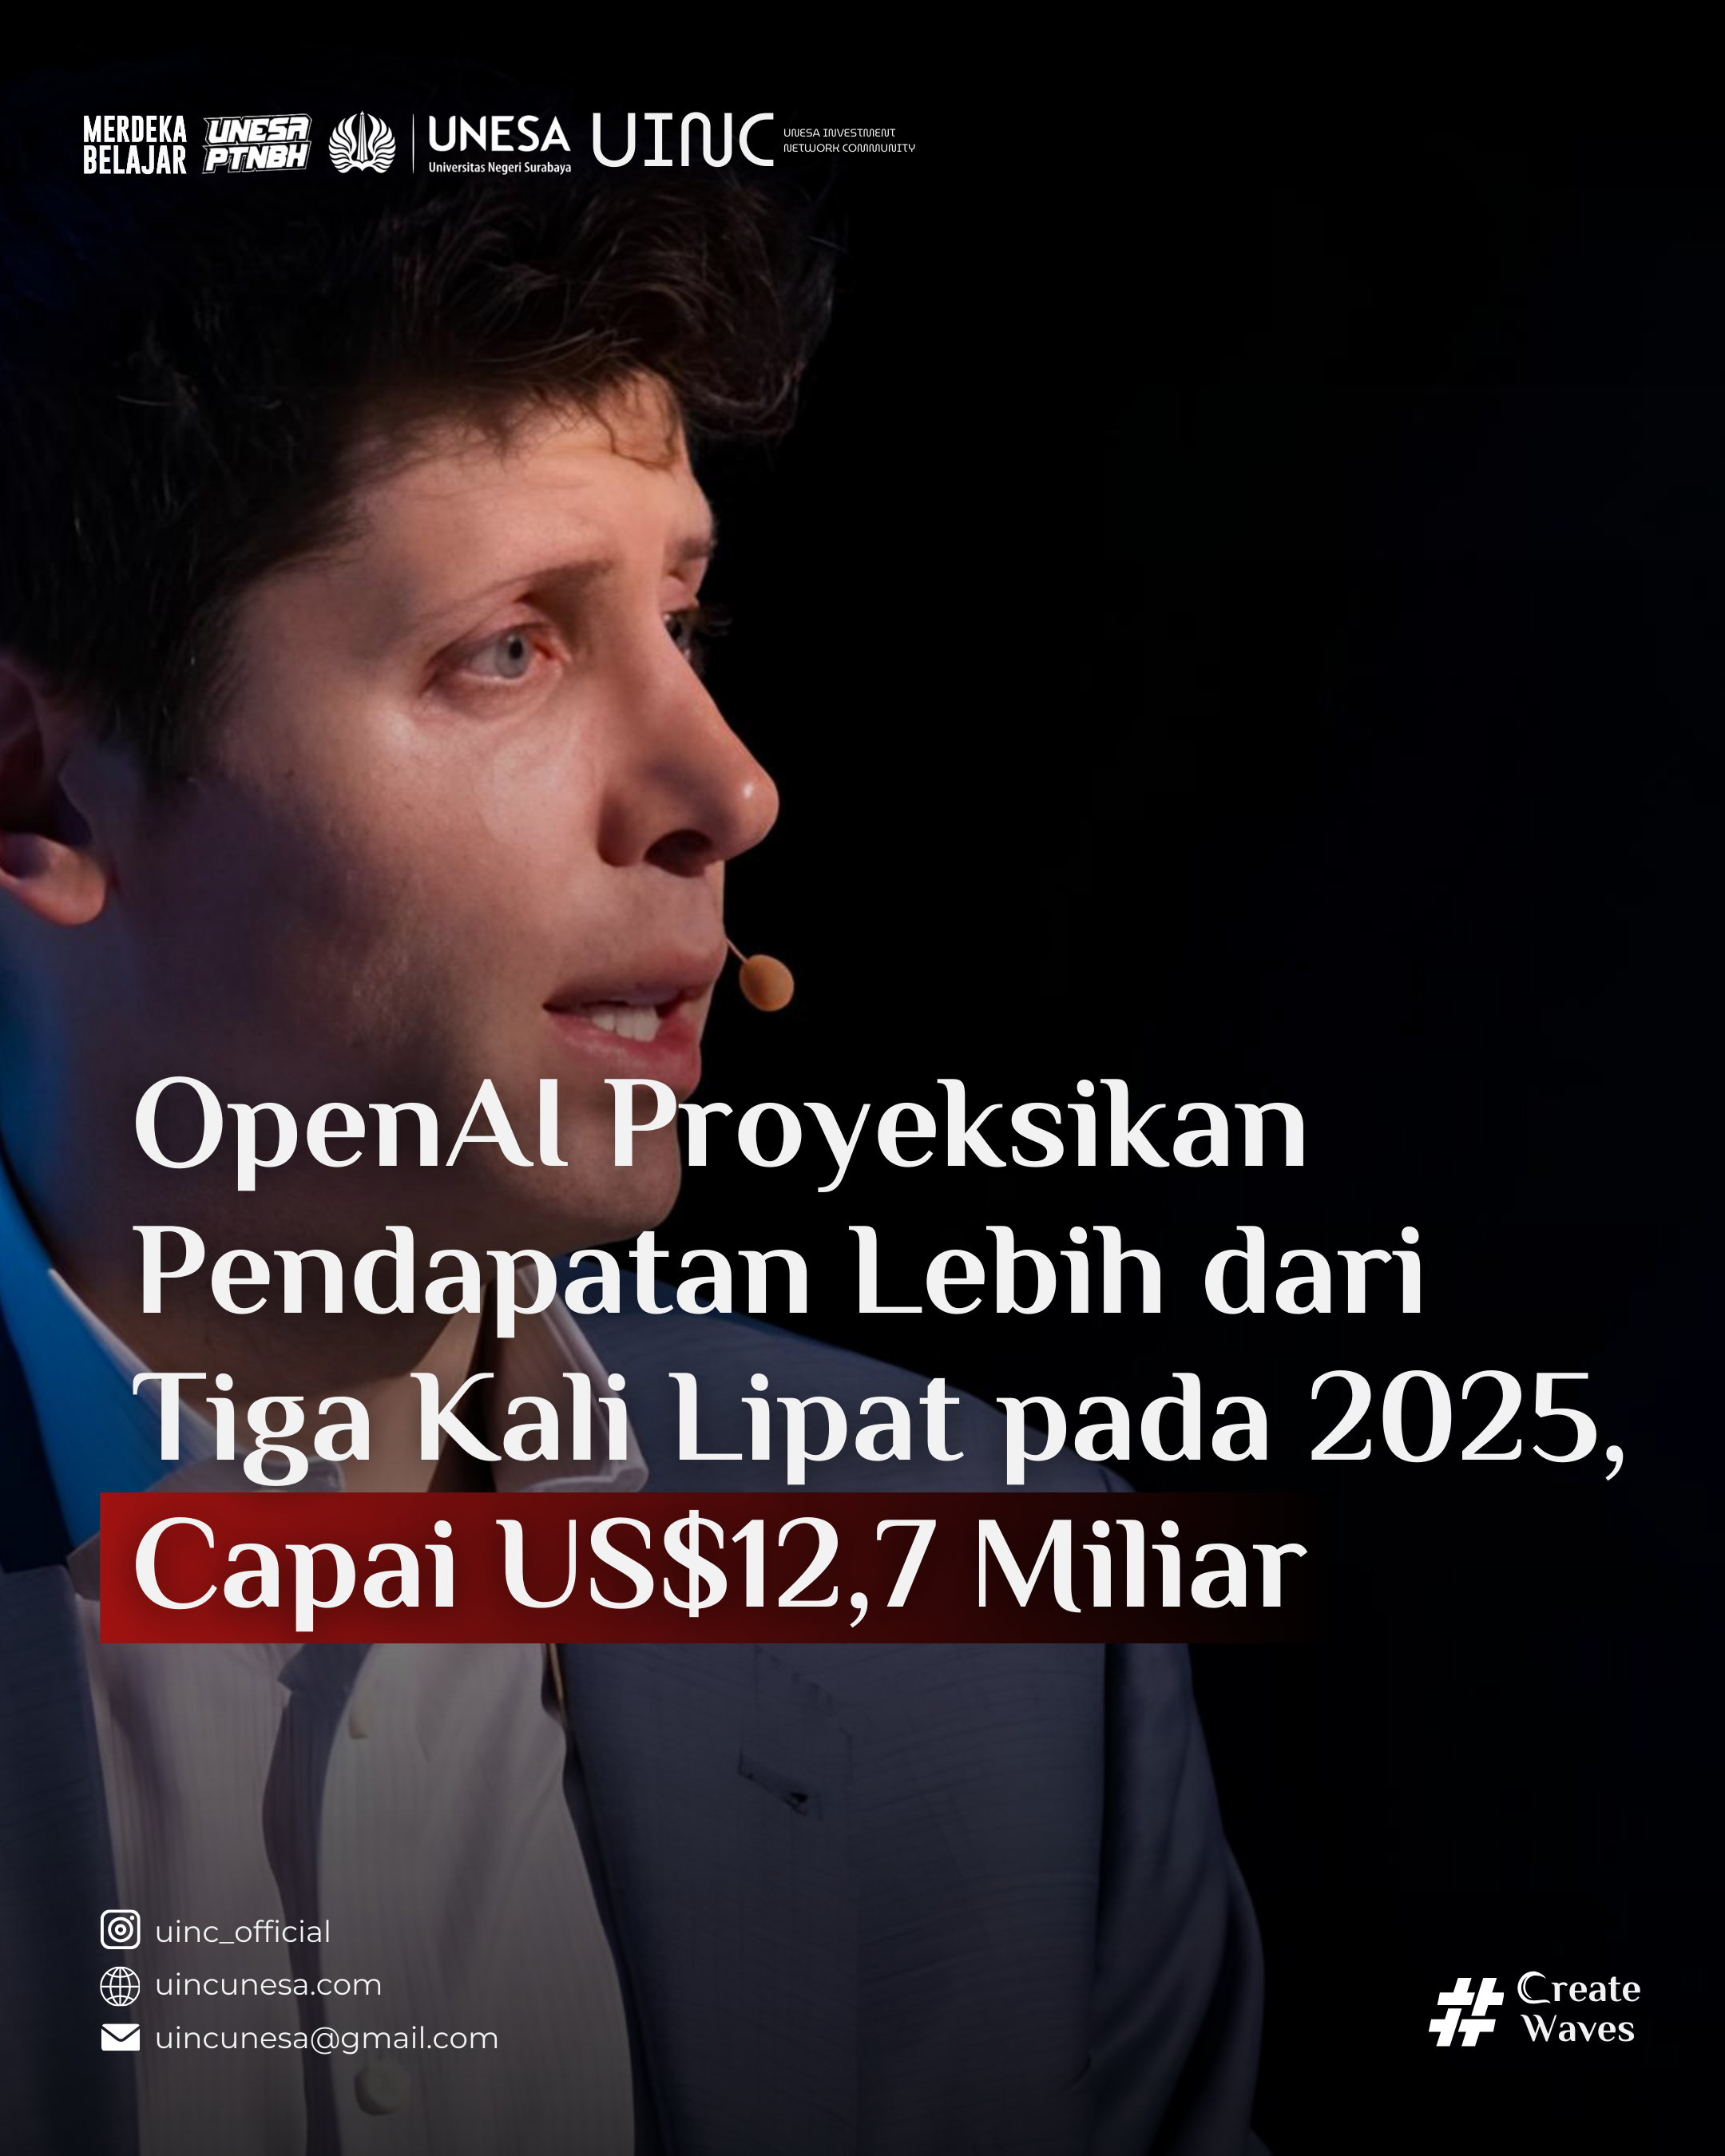 MERDEKA
BELAJAR
UNESA
PTNBH
UNESA
Universitas Negeri Surabaya
UINC
UNESA INVESTMENT
NETWORK COMMUNITY
OpenAI Proyeksikan
Pendapatan Lebih dari
Tiga Kali Lipat pada 2025,
Capai US$12,7 Miliar
uinc_official
uincunesa.com
uincunesa@gmail.com
# Create
Waves